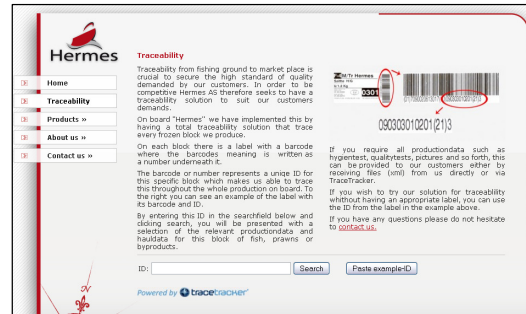 Hermes
Home
Traceability
Products »
About us »
Contact us »
Traceability
Traceability from fishing ground to market place is
crucial to secure the high standard of quality
demanded by our customers. In order to be
competitive Hermes AS therefore seeks to have a
traceablility solution to suit our customers
demands.
On board "Hermes" we have implemented this by
having a total traceability solution that trace
every frozen block we produce.
On each block there is a label with a barcode
where the barcodes meaning is written as
a number underneath it.
The barcode or number represents a uniqe ID for
this specific block which makes us able to trace
this throughout the whole production on board. To
the right you can see an example of the label with
its barcode and ID.
By entering this ID in the searchfield below and
clicking search, you will be presented with a
selection of the relevant productiondata and
hauldata for this block of fish, prawns or
byproducts.
M/Tr Hermes
0301
090303010201(21)3
If you require all productiondata such as
hygientest, qualitytests, pictures and so forth, this
can be provided to our customers either by
receiving files (xml) from us directly or via
TraceTracker.
If you wish to try our solution for traceablility
whithout having an appropriate label, you can use
the ID from the label in the example above.
If you have any questions please do not hesitate
to contact us.
ID:
Search
Paste example-ID
Powered by tracetracker